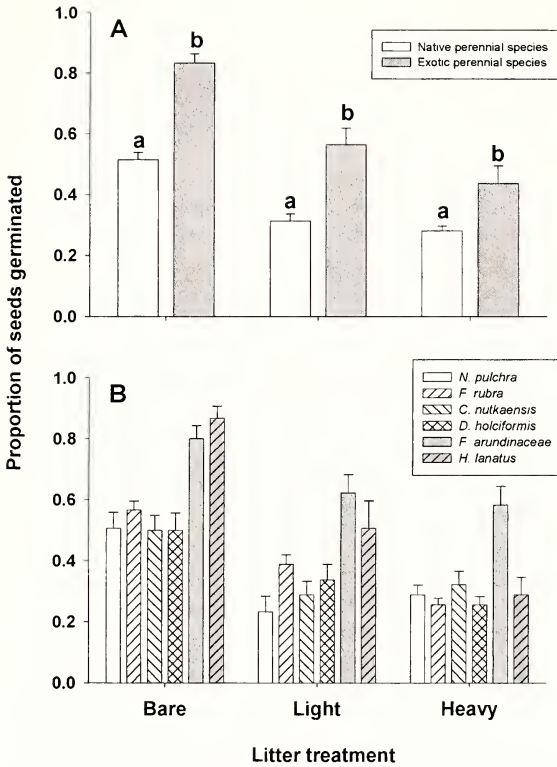 A
Native perennial species
Exotic perennial species
a
b
a
b
a
b
1.0
0.8
0.6
0.4
0.2
0.0
Proportion of seeds germinated
B
N. pulchra
F. rubra
C. nutkaensis
D. holciformis
F. arundinaceae
H. lanatus
1.0
0.8
0.6
0.4
0.2
0.0
Bare Light Heavy
Litter treatment